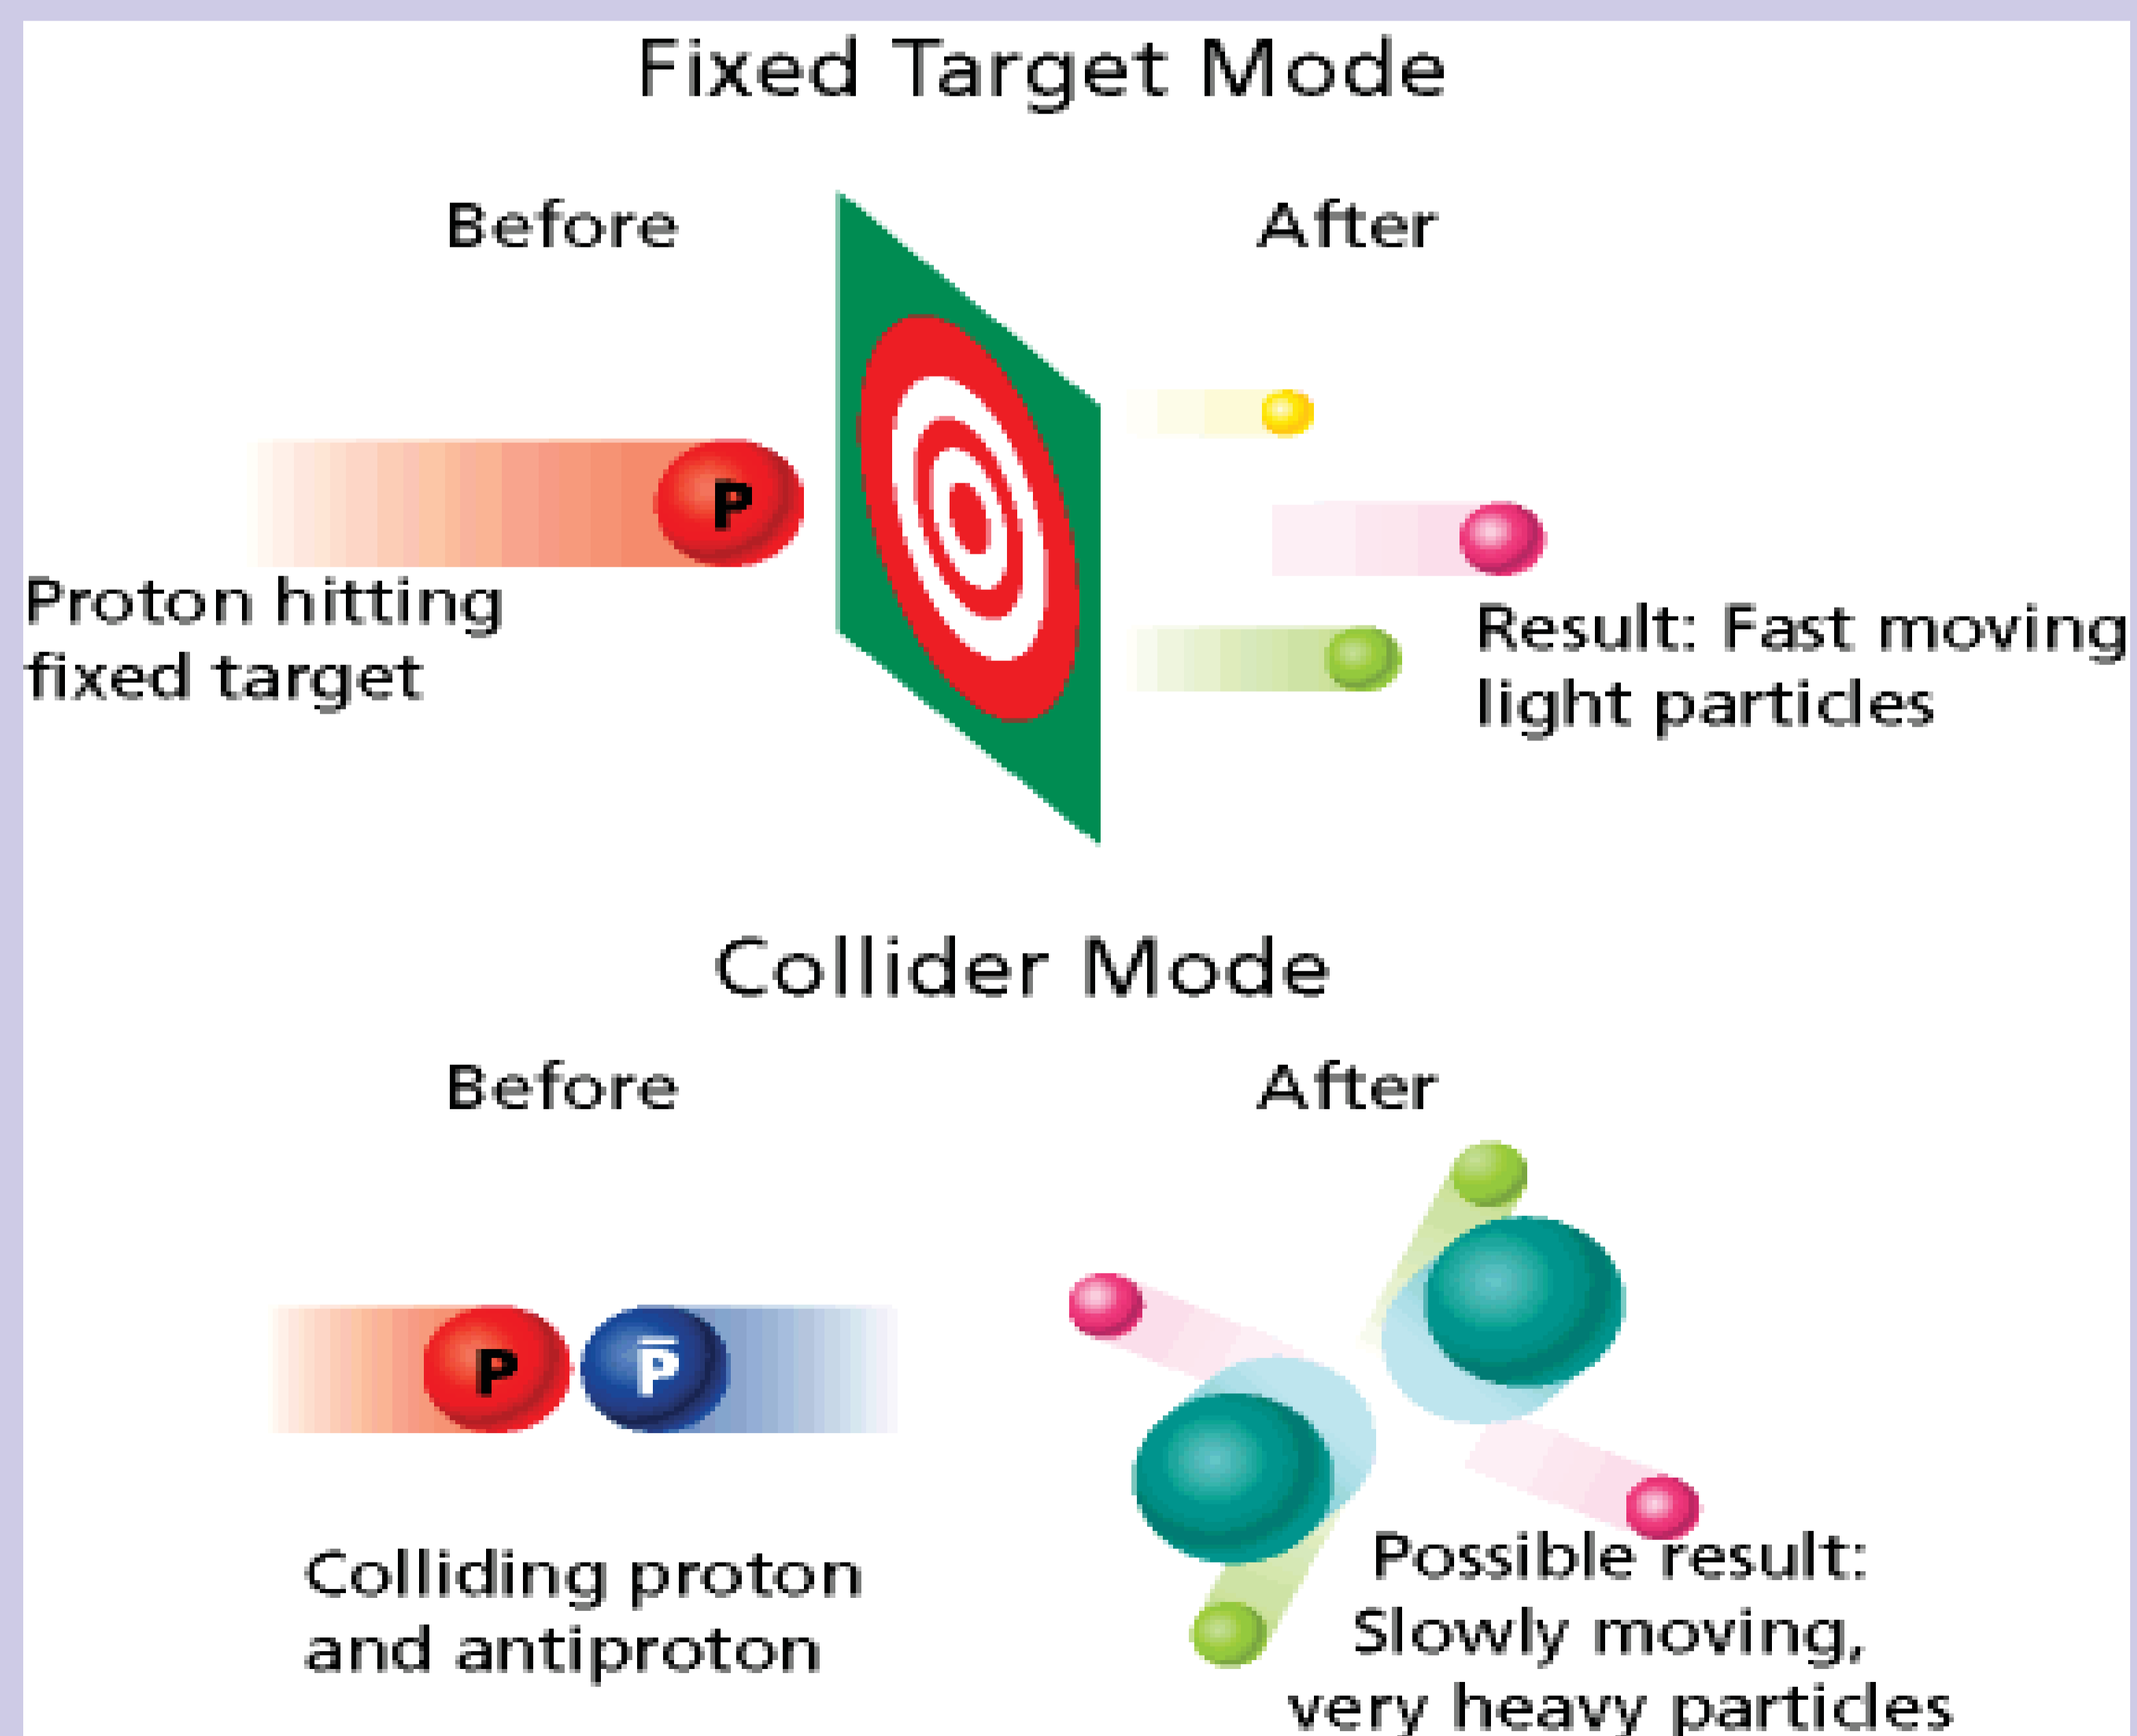 Fixed Target Mode
Before
After
P
Proton hitting
fixed target
Result: Fast moving
light particles
Collider Mode
Before
After
P
P̅
Colliding proton
and antiproton
Possible result:
Slowly moving,
very heavy particles